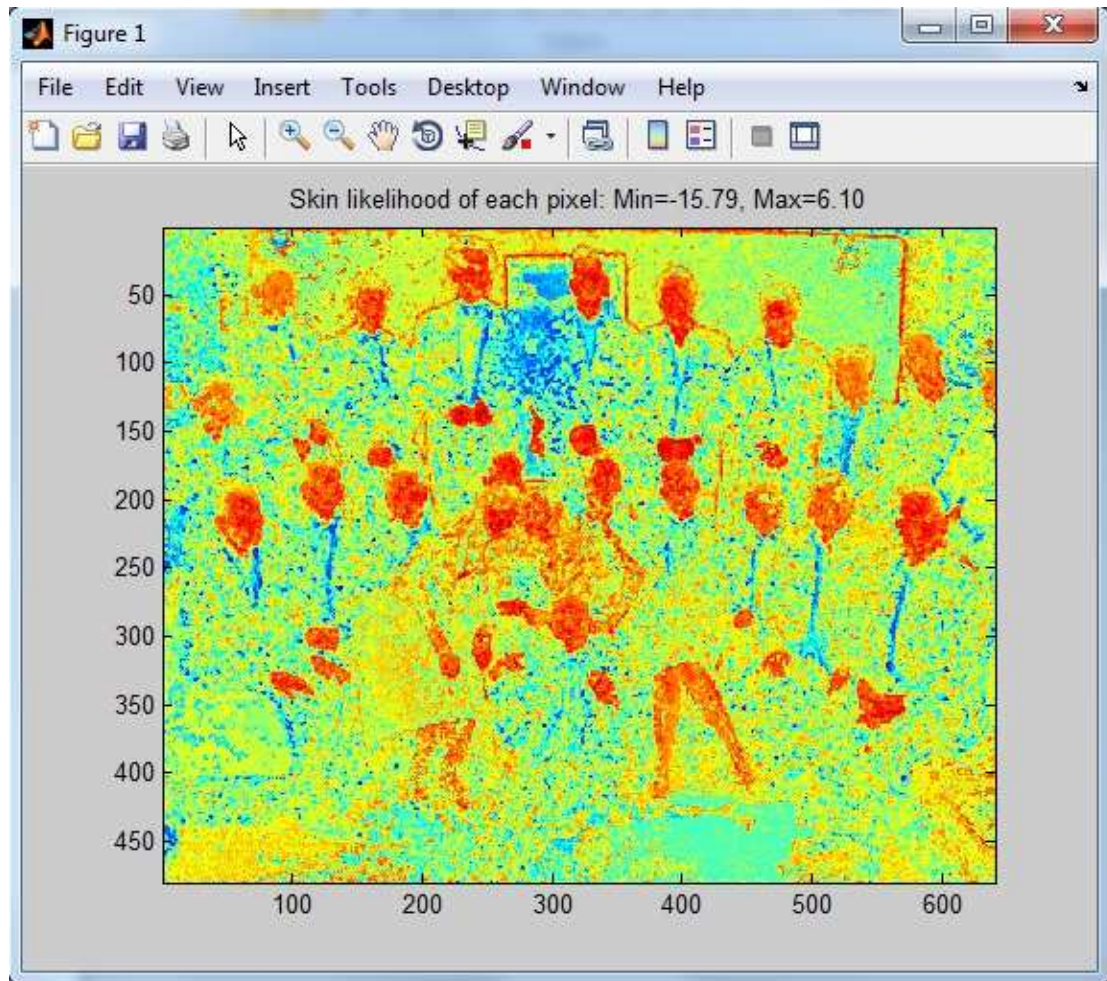 Figure 1
File Edit View Insert Tools Desktop Window Help
Skin likelihood of each pixel: Min=-15.79, Max=6.10
50
100
150
200
250
300
350
400
450
100 200 300 400 500 600